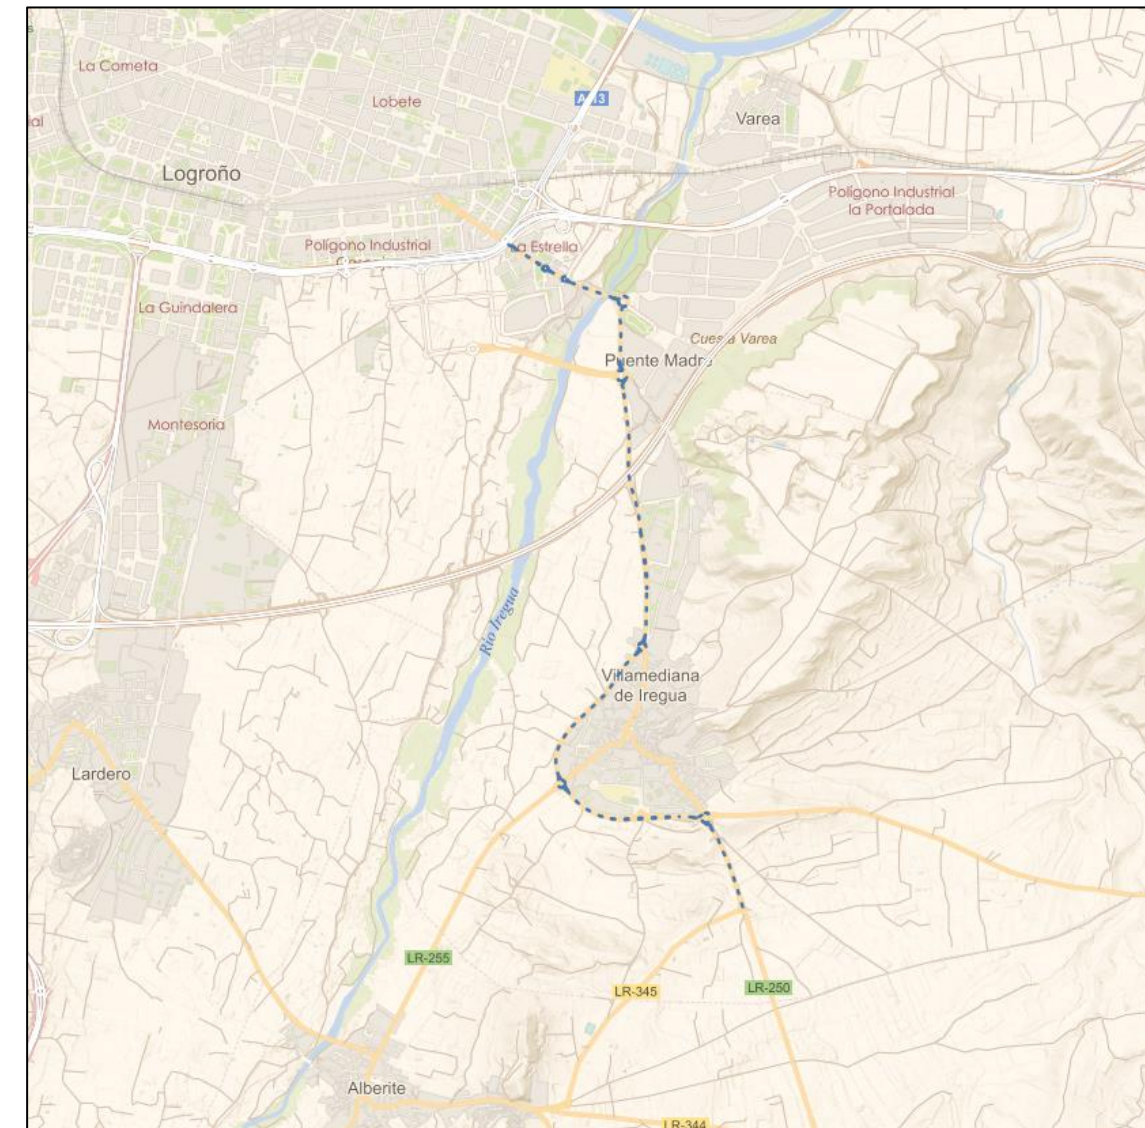 La Cometa
Lobete
A-13
Varea
Logroño
Polígono Industrial
la Portalada
Polígono Industrial
La Estrella
La Guindalera
Cuesta Varea
Puente Madre
Montesoria
Río Iregua
Villamediana
de Iregua
Lardero
LR-255
LR-345
LR-250
Alberite
LR-344